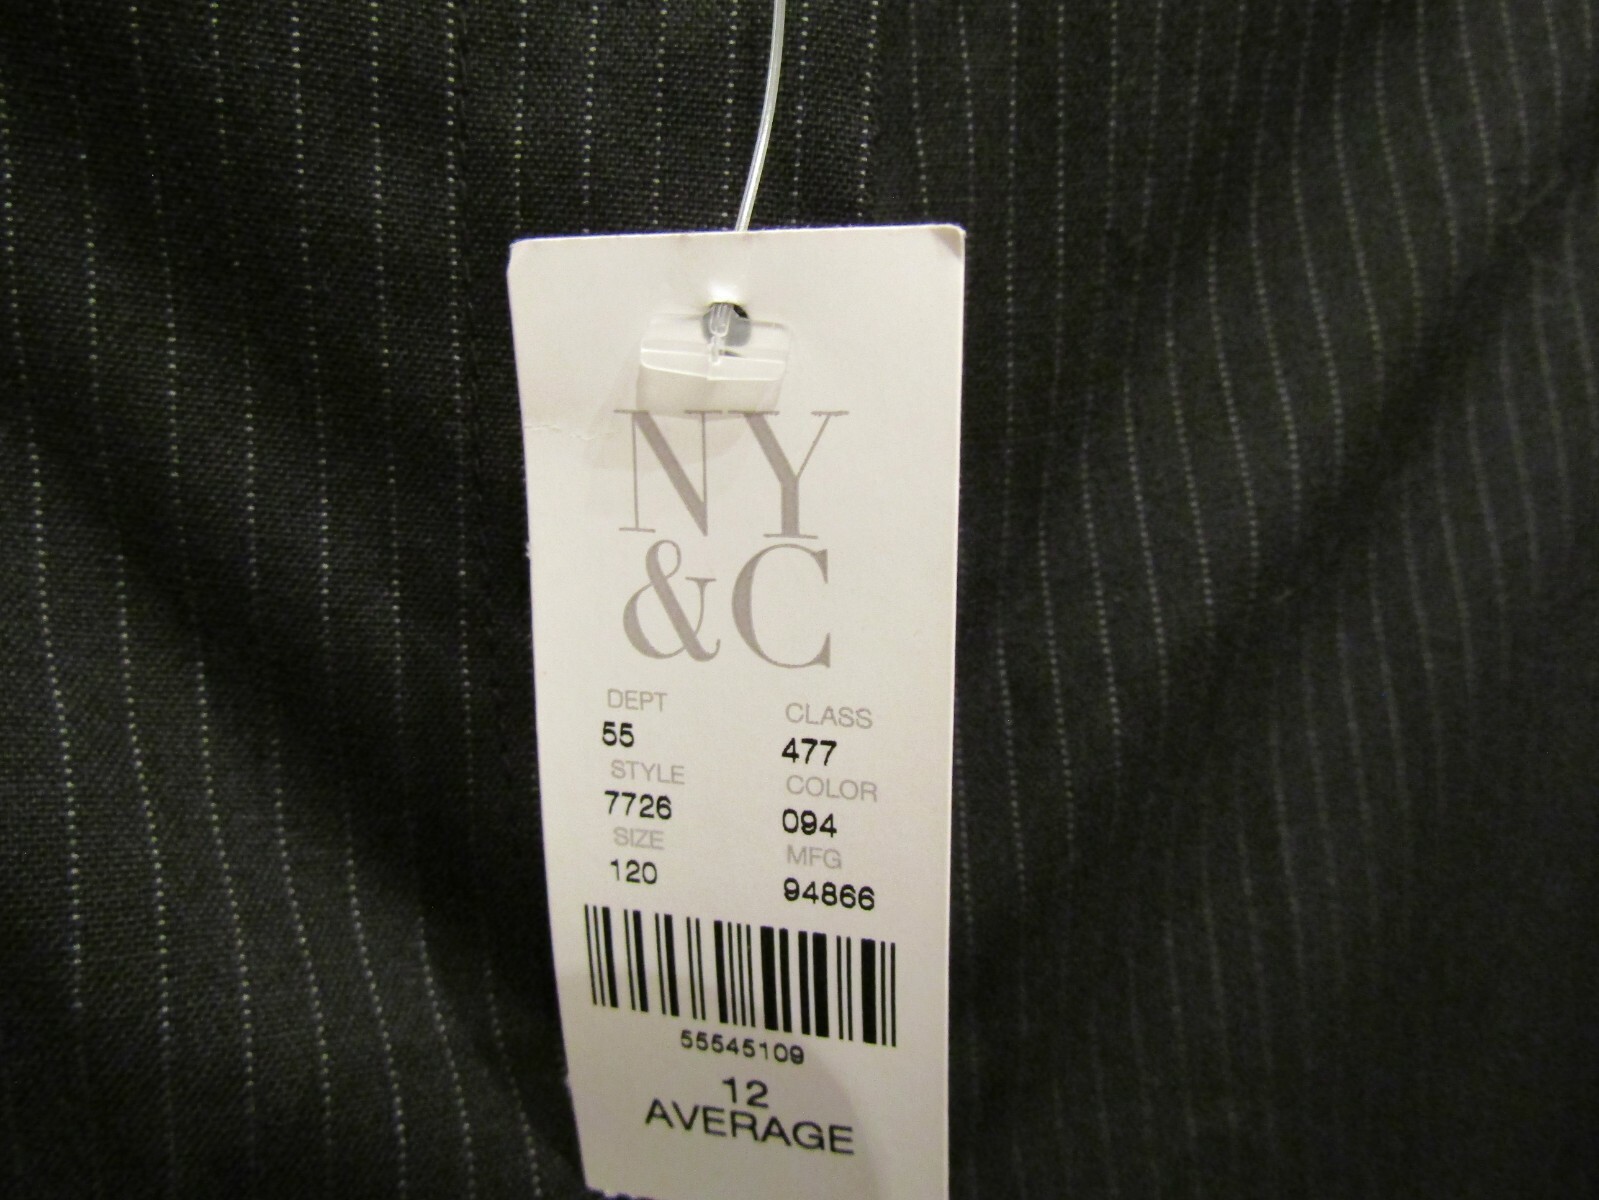 NY
&C
DEPT CLASS
55 477
STYLE COLOR
7726 094
SIZE MFG
120 94866
55545109
12
AVERAGE